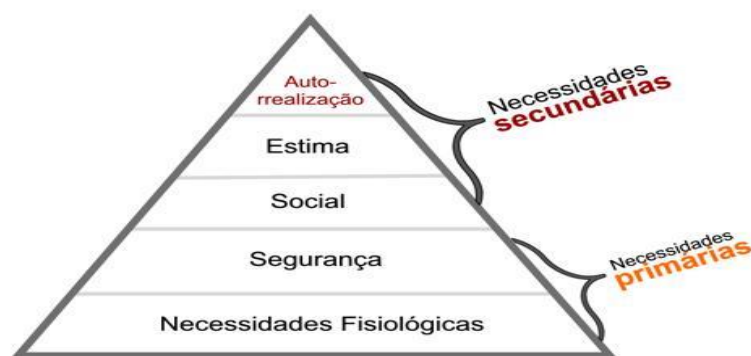 Auto-
rrealização
Estima
Social
Segurança
Necessidades Fisiológicas
Necessidades
secundárias
Necessidades
primárias